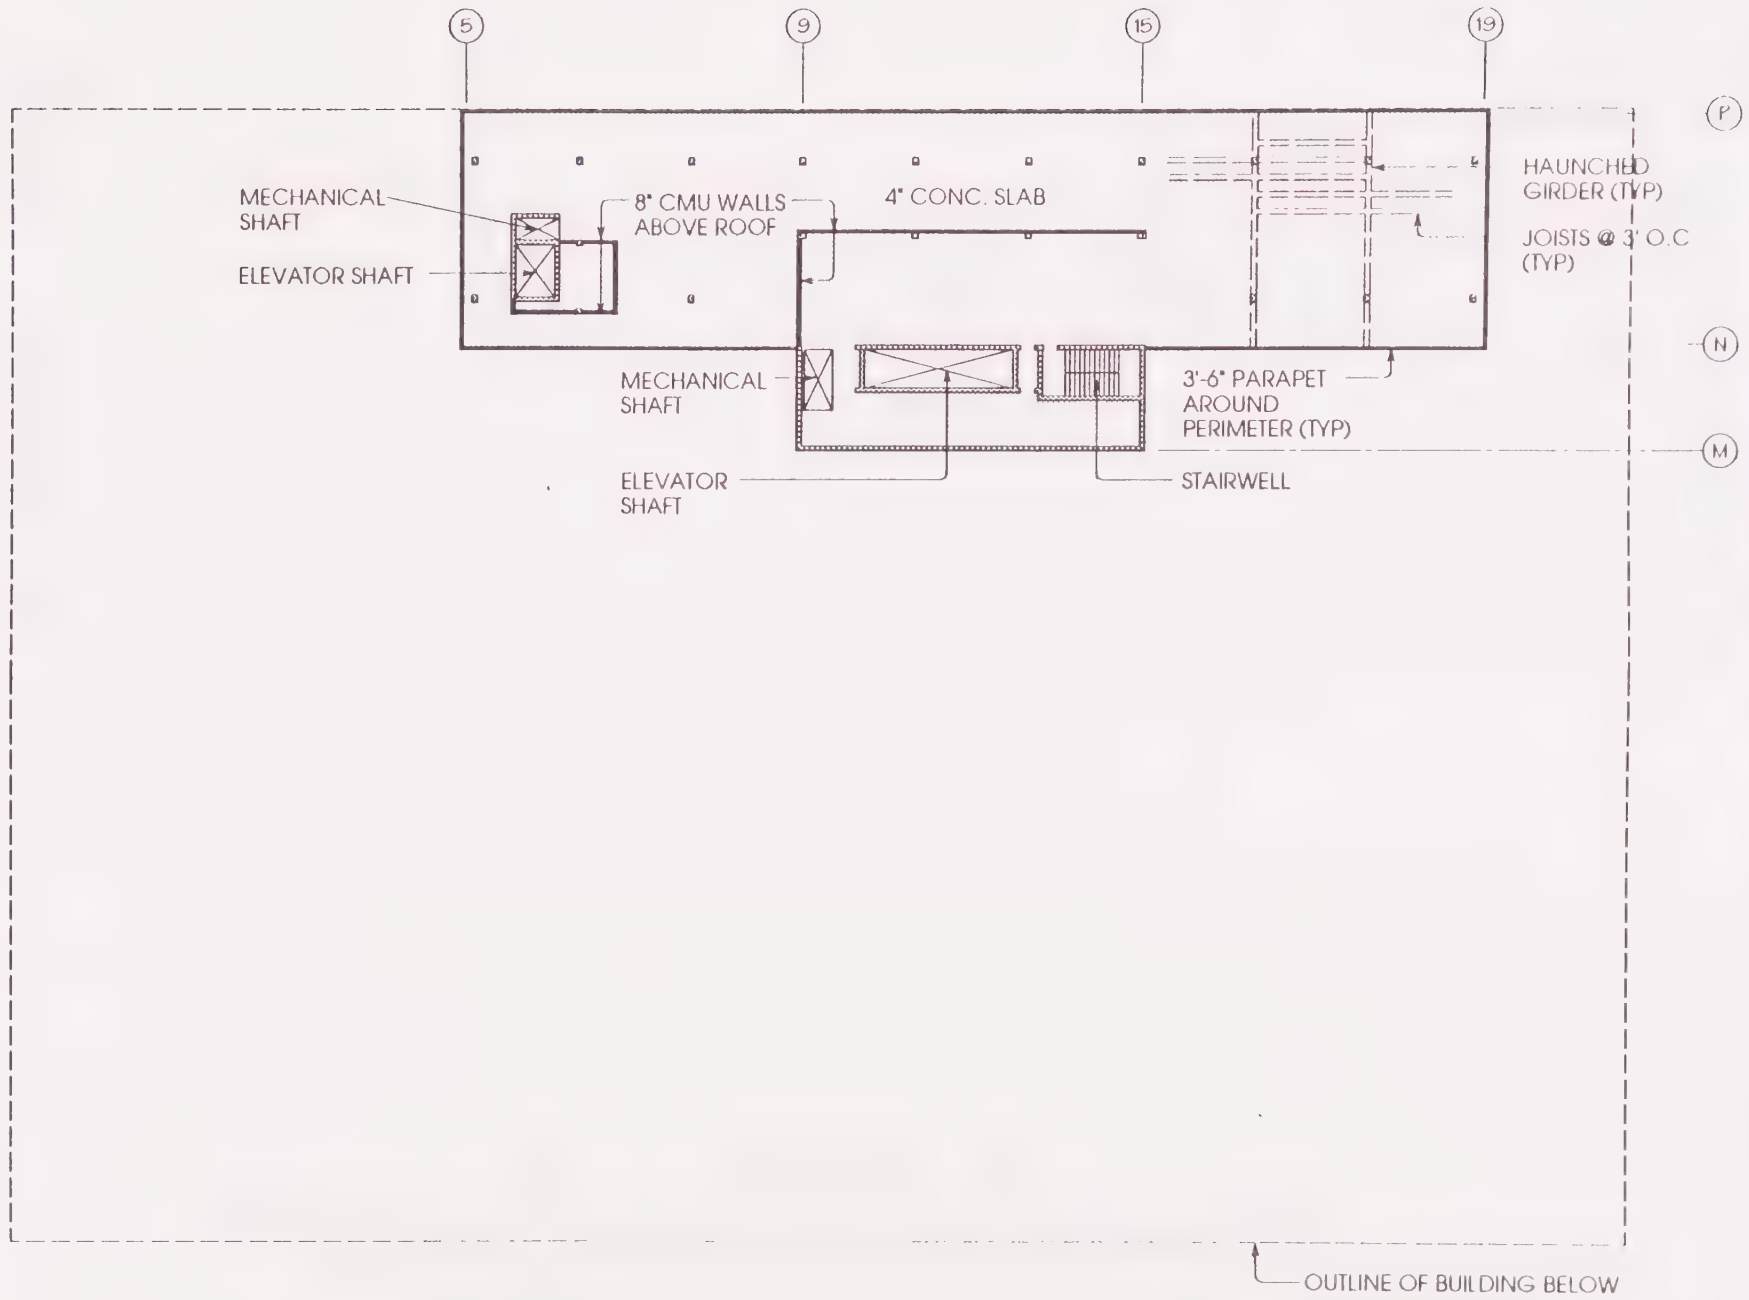 5
9
15
19
P
HAUNCHED
GIRDER (TYP)
MECHANICAL
SHAFT
8" CMU WALLS
ABOVE ROOF
4" CONC. SLAB
JOISTS @ 3' O.C
(TYP)
ELEVATOR SHAFT
N
MECHANICAL
SHAFT
3'-6" PARAPET
AROUND
PERIMETER (TYP)
M
ELEVATOR
SHAFT
STAIRWELL
OUTLINE OF BUILDING BELOW